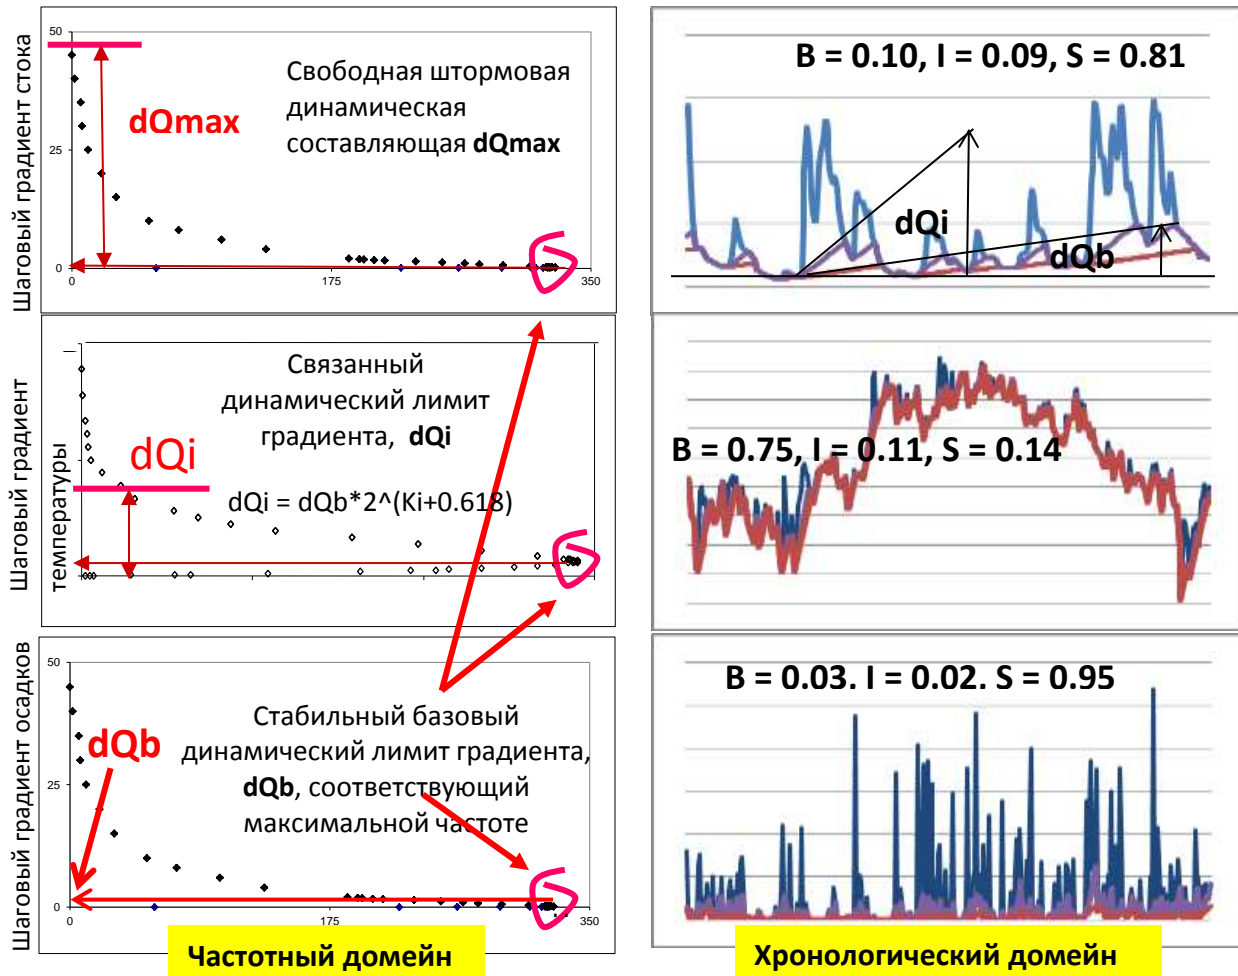 Шаговый градиент стока
50
25
0
0
175
350
dQmax
Свободная штормовая
динамическая
составляющая dQmax
B = 0.10, I = 0.09, S = 0.81
dQi
dQb
Шаговый градиент
температуры
Связанный
динамический лимит
градиента, dQi
dQi
dQi = dQb*2^(Ki+0.618)
B = 0.75, I = 0.11, S = 0.14
Шаговый градиент осадков
50
25
0
0
175
350
dQb
Стабильный базовый
динамический лимит градиента,
dQb, соответствующий
максимальной частоте
B = 0.03. I = 0.02. S = 0.95
Частотный домейн
Хронологический домейн